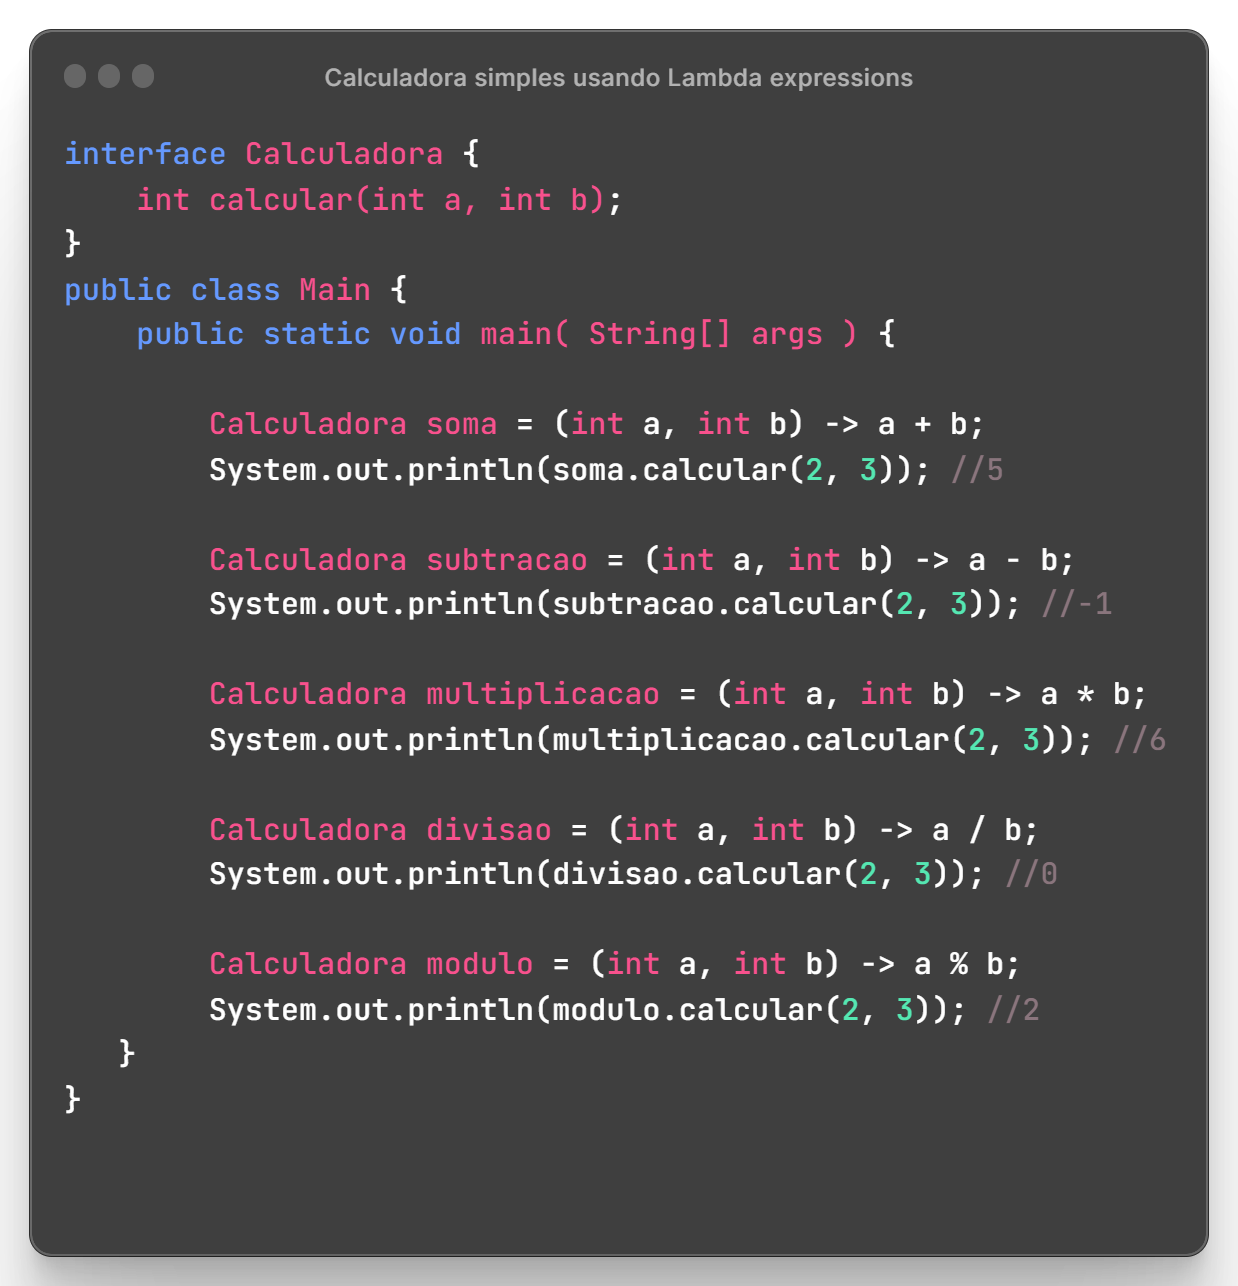 Calculadora simples usando Lambda expressions
interface Calculadora {
    int calcular(int a, int b);
}
public class Main {
    public static void main( String[] args ) {

        Calculadora soma = (int a, int b) -> a + b;
        System.out.println(soma.calcular(2, 3)); //5

        Calculadora subtracao = (int a, int b) -> a - b;
        System.out.println(subtracao.calcular(2, 3)); //-1

        Calculadora multiplicacao = (int a, int b) -> a * b;
        System.out.println(multiplicacao.calcular(2, 3)); //6

        Calculadora divisao = (int a, int b) -> a / b;
        System.out.println(divisao.calcular(2, 3)); //0

        Calculadora modulo = (int a, int b) -> a % b;
        System.out.println(modulo.calcular(2, 3)); //2
   }
}